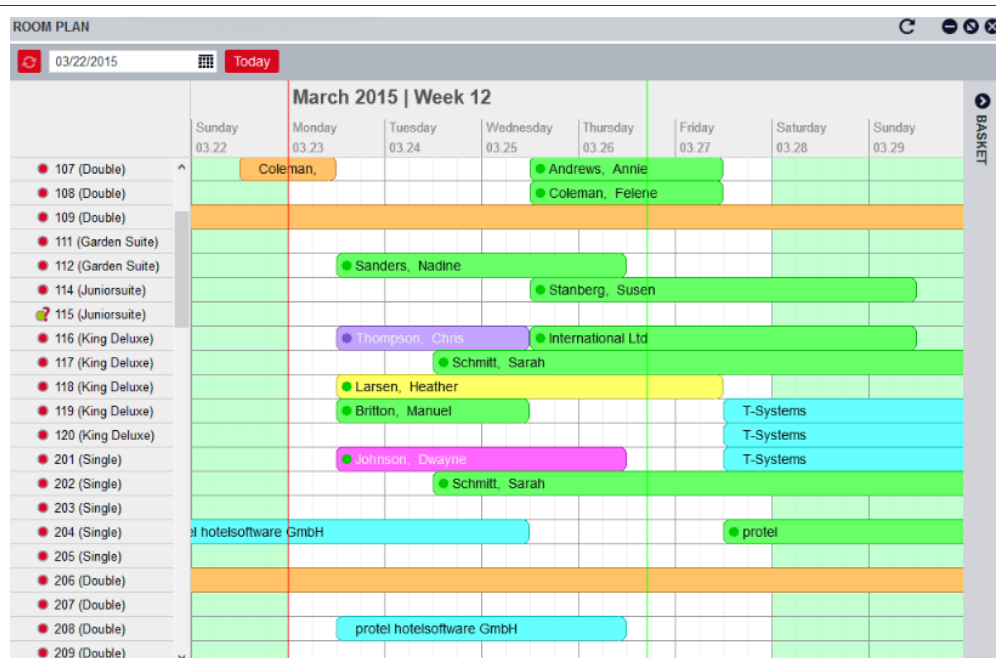 ROOM PLAN
03/22/2015 Today
March 2015 | Week 12
Sunday Monday Tuesday Wednesday Thursday Friday Saturday Sunday
03.22 03.23 03.24 03.25 03.26 03.27 03.28 03.29
BASKET
107 (Double) Coleman, Andrews, Annie
108 (Double) Coleman, Felene
109 (Double)
111 (Garden Suite)
112 (Garden Suite) Sanders, Nadine
114 (Juniorsuite) Stanberg, Susen
115 (Juniorsuite)
116 (King Deluxe) Thompson, Chris International Ltd
117 (King Deluxe) Schmitt, Sarah
118 (King Deluxe) Larsen, Heather
119 (King Deluxe) Britton, Manuel T-Systems
120 (King Deluxe) T-Systems
201 (Single) Johnson, Dwayne T-Systems
202 (Single) Schmitt, Sarah
203 (Single)
204 (Single) el hotelsoftware GmbH protel
205 (Single)
206 (Double)
207 (Double)
208 (Double) protel hotelsoftware GmbH
209 (Double)